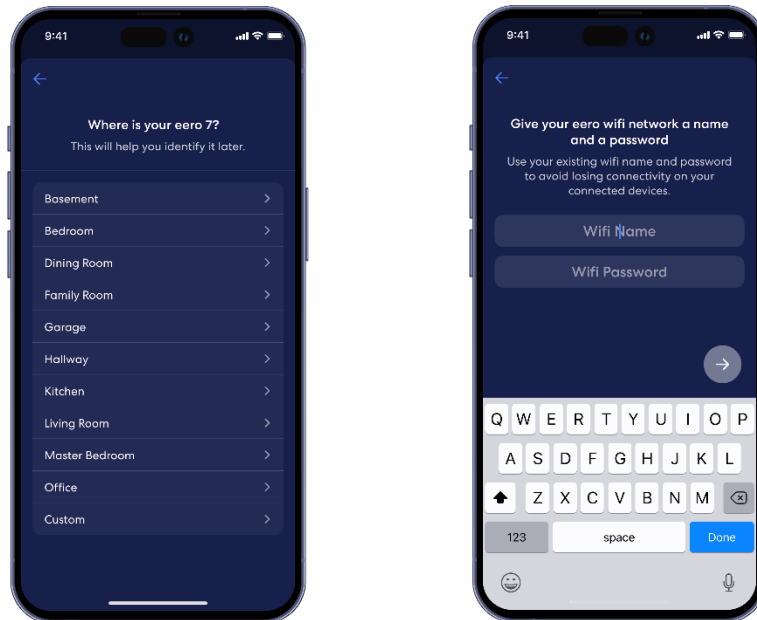 9:41
Where is your eero 7?
This will help you identify it later.
Basement
Bedroom
Dining Room
Family Room
Garage
Hallway
Kitchen
Living Room
Master Bedroom
Office
Custom
9:41
Give your eero wifi network a name
and a password
Use your existing wifi name and password
to avoid losing connectivity on your
connected devices.
Wifi Name
Wifi Password
Q W E R T Y U I O P
A S D F G H J K L
Z X C V B N M
123 space Done